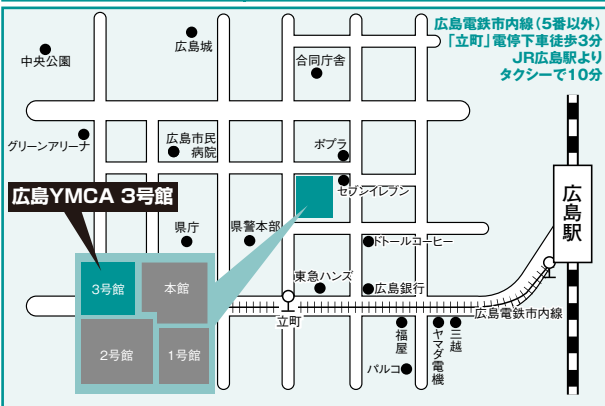 広島電鉄市内線（5番以外）
「立町」電停下車徒歩3分
JR広島駅より
タクシーで10分
中央公園
広島城
合同庁舎
グリーンアリーナ
広島市民
病院
ポプラ
セブンイレブン
広島YMCA 3号館
県庁
県警本部
ドトールコーヒー
広島駅
3号館
本館
2号館
1号館
東急ハンズ
広島銀行
立町
広島電鉄市内線
福屋
ヤマダ電機
三越
パルコ